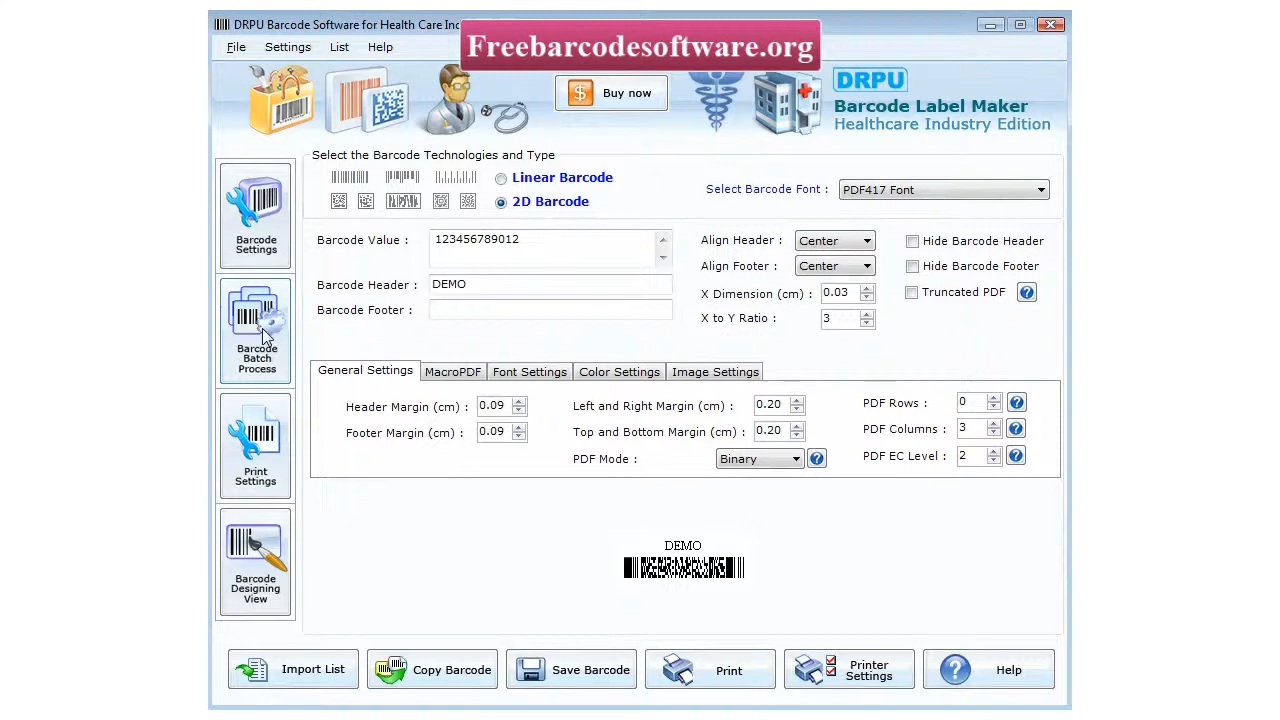 DRPU Barcode Software for Health Care Inc
Freebarcodesoftware.org
File Settings List Help
Buy now
DRPU
Barcode Label Maker
Healthcare Industry Edition
Select the Barcode Technologies and Type
Linear Barcode
2D Barcode
Select Barcode Font :
PDF417 Font
Barcode Settings
Barcode Batch Process
Print Settings
Barcode Designing View
Barcode Value : 123456789012
Barcode Header : DEMO
Barcode Footer :
Align Header : Center
Align Footer : Center
X Dimension (cm) : 0.03
X to Y Ratio : 3
Hide Barcode Header
Hide Barcode Footer
Truncated PDF ?
General Settings MacroPDF Font Settings Color Settings Image Settings
Header Margin (cm) : 0.09
Footer Margin (cm) : 0.09
Left and Right Margin (cm) : 0.20
Top and Bottom Margin (cm) : 0.20
PDF Mode : Binary ?
PDF Rows : 0 ?
PDF Columns : 3 ?
PDF EC Level : 2 ?
DEMO
Import List
Copy Barcode
Save Barcode
Print
Printer Settings
? Help